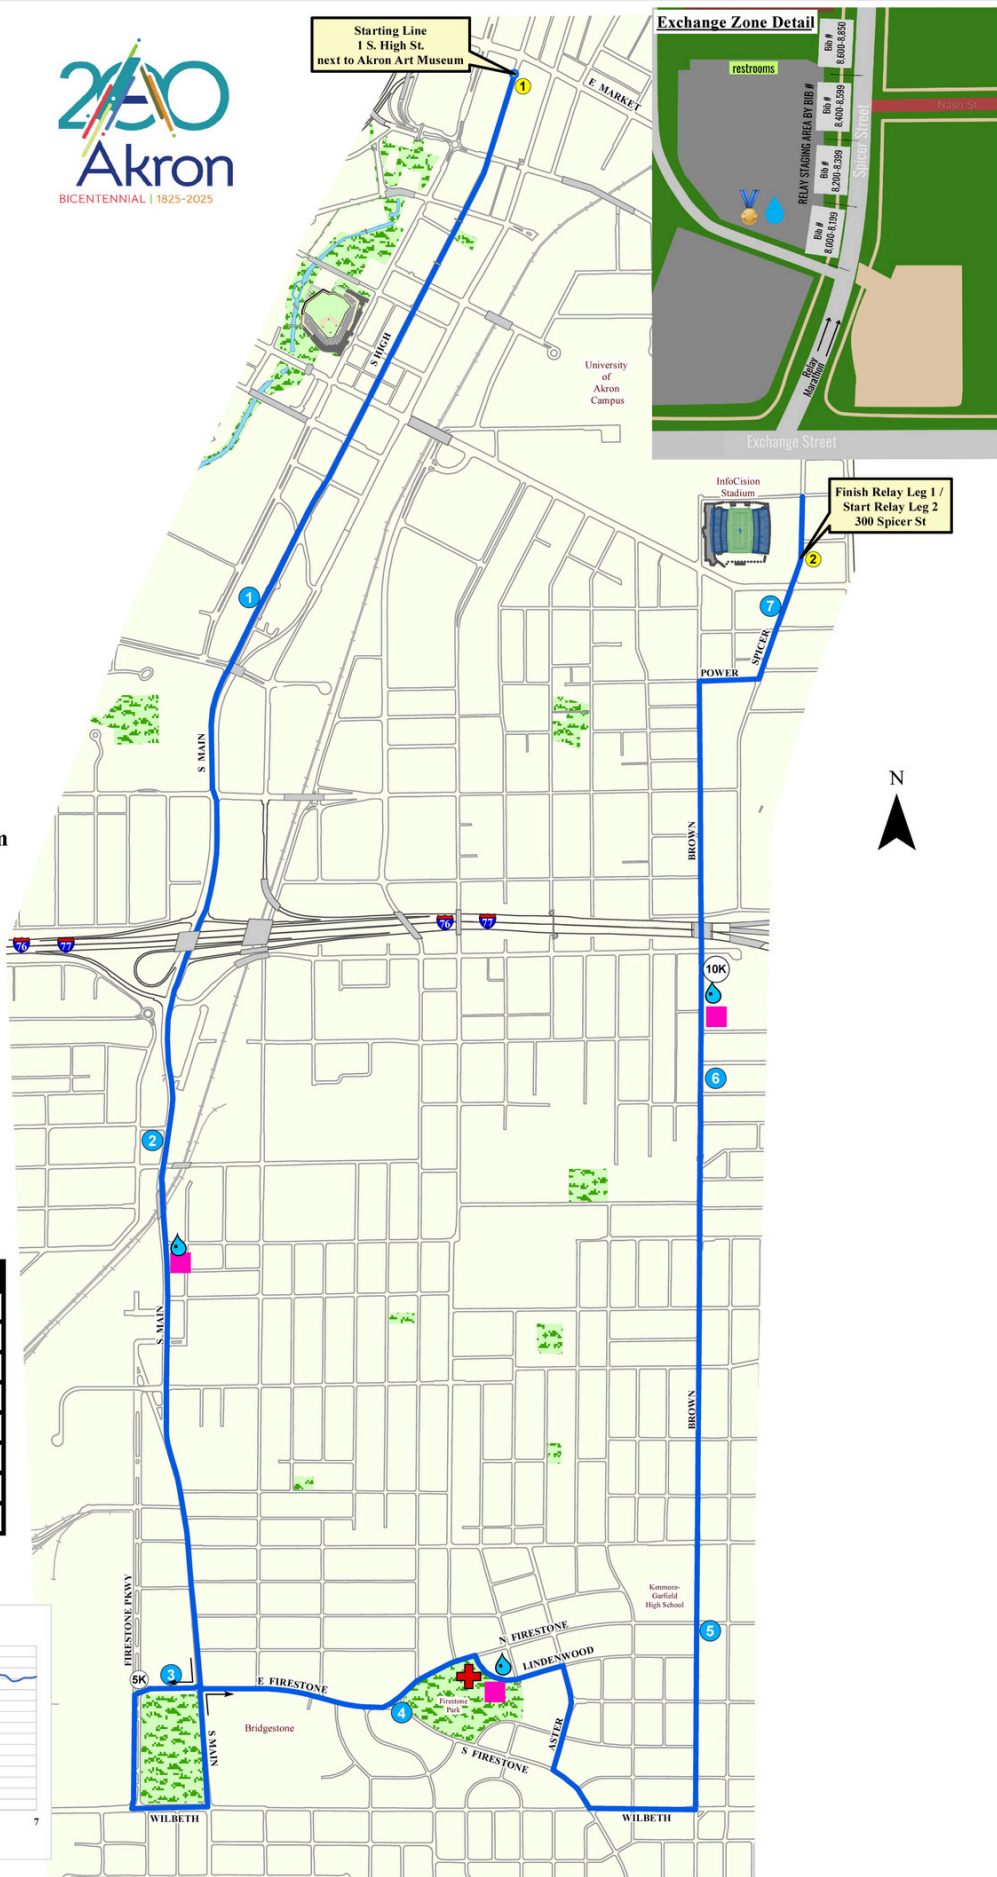 200
Akron
BICENTENNIAL | 1825-2025
Starting Line
1 S. High St.
next to Akron Art Museum
1
E MARKET
Exchange Zone Detail
restrooms
RELAY STAGING AREA BY BIB #
Bib #
8,600-8,850
Bib #
8,400-8,599
Bib #
8,200-8,399
Bib #
8,000-8,199
Spicer Street
Nash St
Relay
Marathon
Exchange Street
S HIGH
University
of
Akron
Campus
InfoCision
Stadium
Finish Relay Leg 1 /
Start Relay Leg 2
300 Spicer St
2
1
7
SPICER
POWER
S MAIN
N
BROWN
76
77
76
77
10K
6
2
S. MAIN
BROWN
Kenmore-
Garfield
High School
5
FIRESTONE PKWY
N FIRESTONE
LINDENWOOD
5K
3
E FIRESTONE
Firestone
Park
4
Bridgestone
S MAIN
S FIRESTONE
ASTER
WILBETH
WILBETH
7